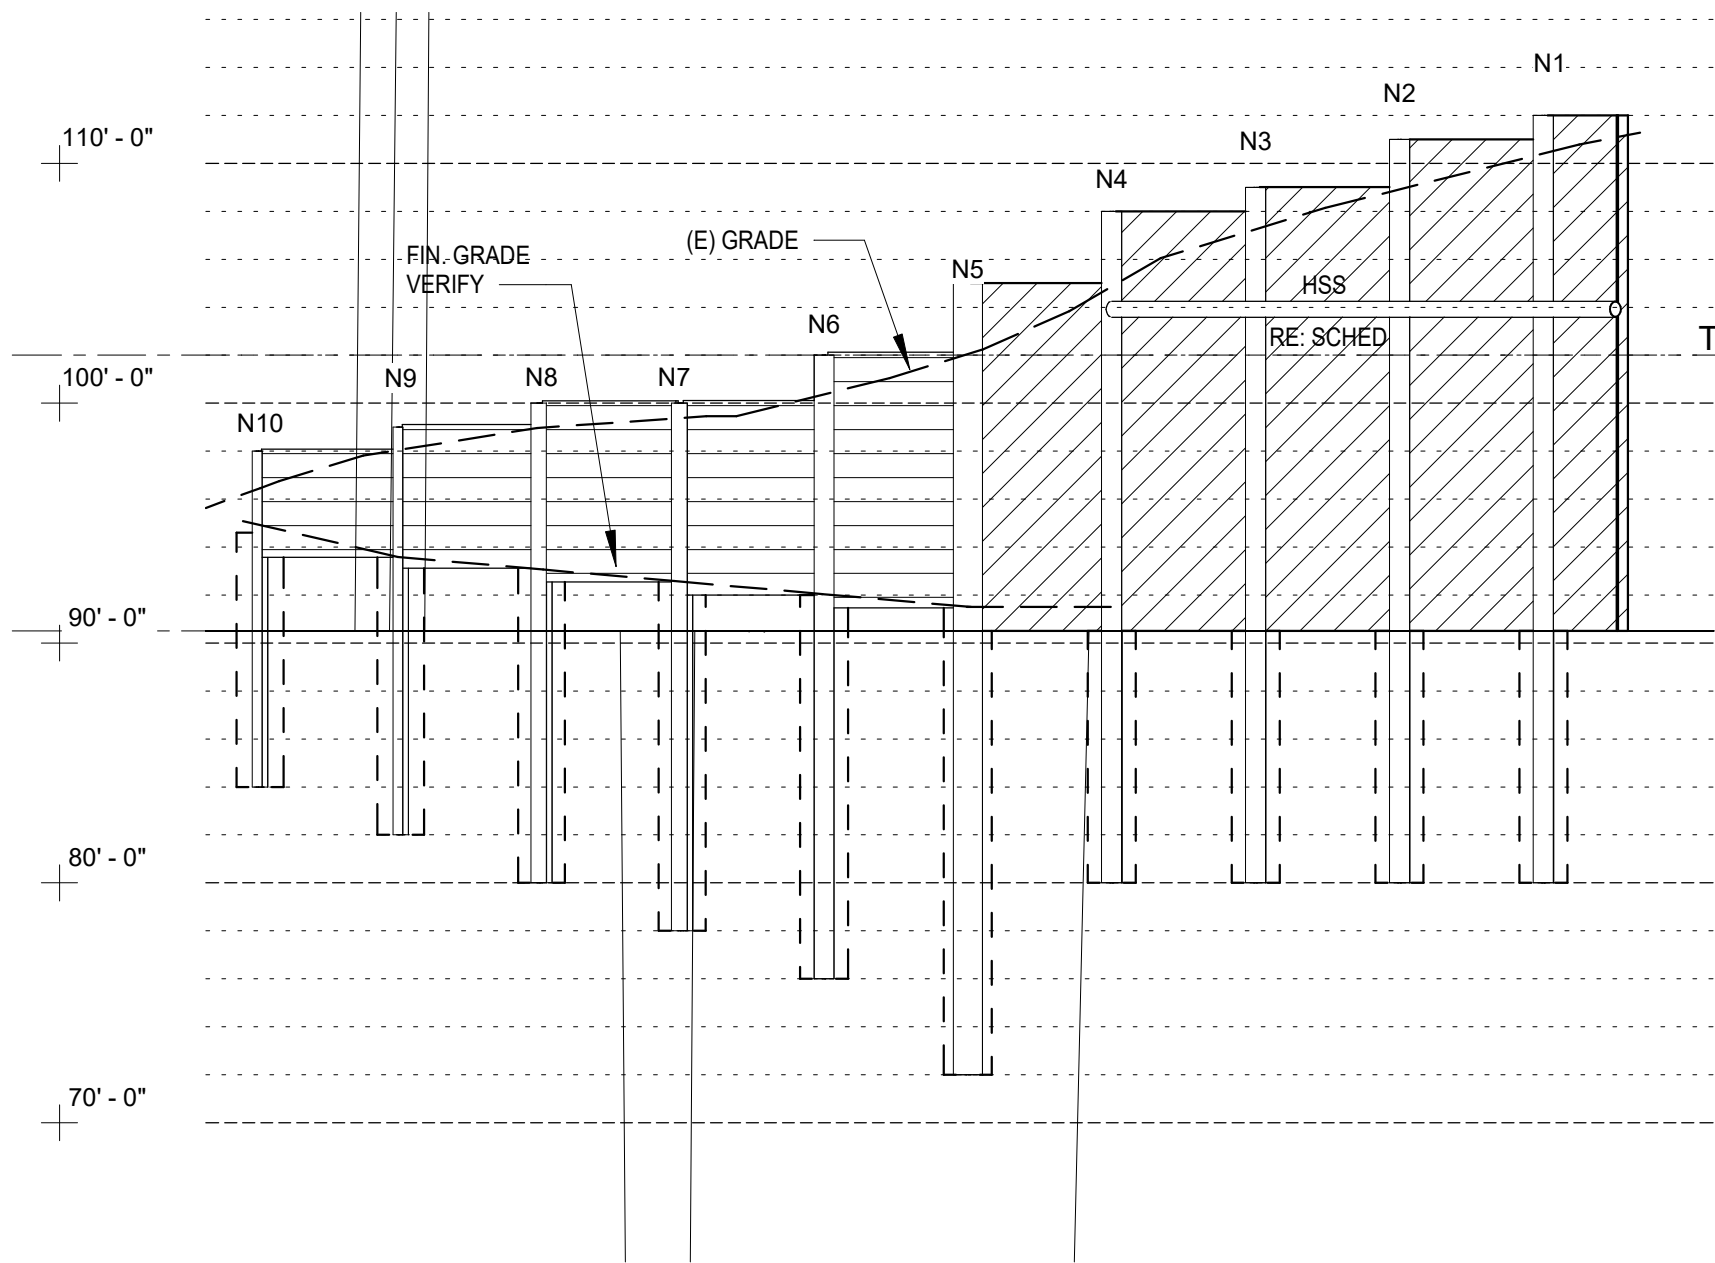 N1
N2
110' - 0"
N3
N4
(E) GRADE
FIN. GRADE
VERIFY
N5
HSS
N6
RE: SCHED
T
100' - 0"
N9
N8
N7
N10
90' - 0"
80' - 0"
70' - 0"